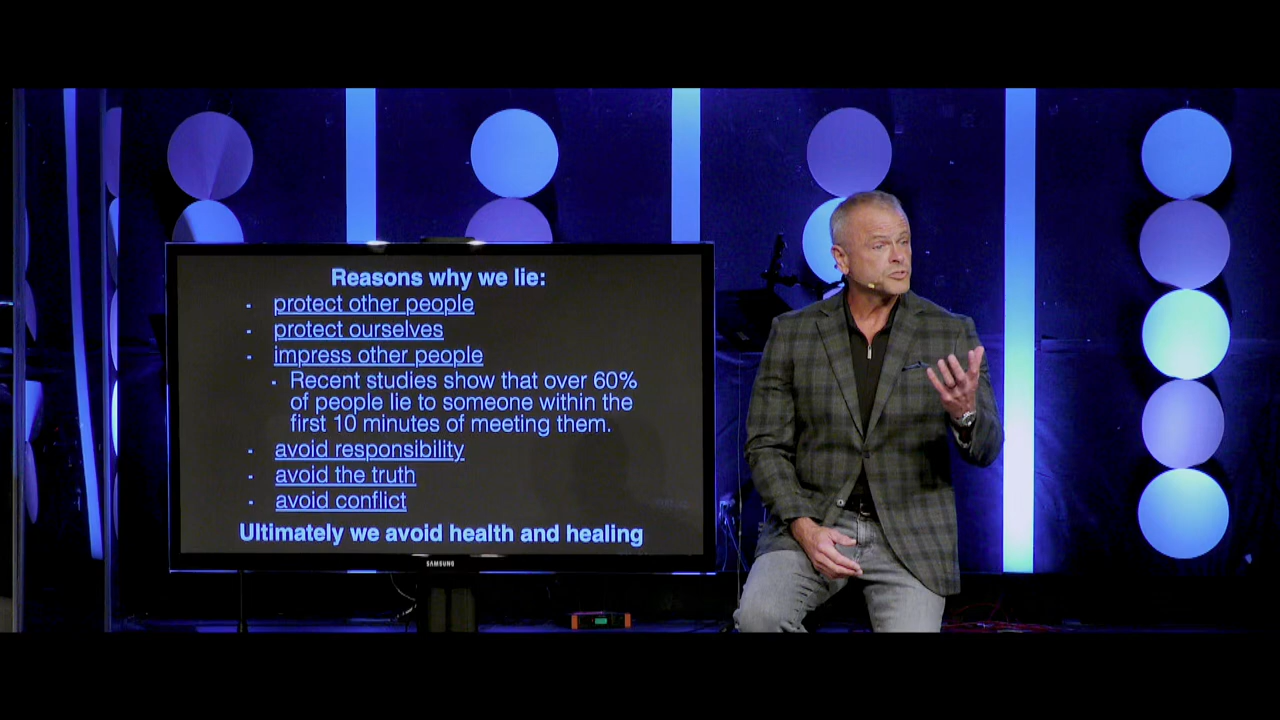 Reasons why we lie:
· protect other people
· protect ourselves
· impress other people
· Recent studies show that over 60%
of people lie to someone within the
first 10 minutes of meeting them.
· avoid responsibility
· avoid the truth
· avoid conflict
Ultimately we avoid health and healing
SAMSUNG